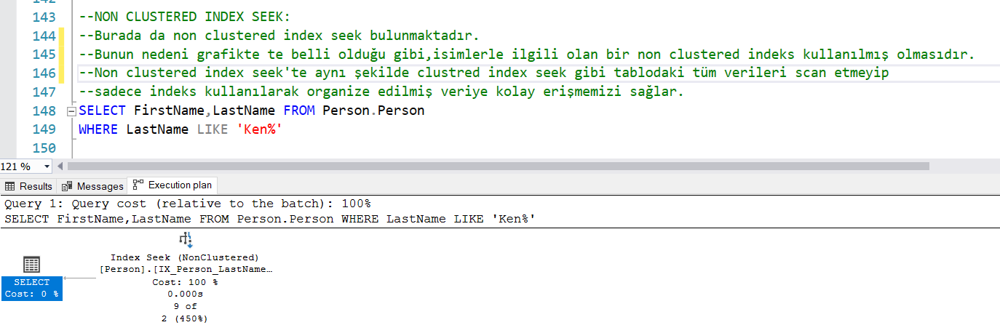 142
143 --NON CLUSTERED INDEX SEEK:
144 --Burada da non clustered index seek bulunmaktadır.
145 --Bunun nedeni grafikte te belli olduğu gibi,isimlerle ilgili olan bir non clustered indeks kullanılmış olmasıdır.
146 --Non clustered index seek'te aynı şekilde clustred index seek gibi tablodaki tüm verileri scan etmeyip
147 --sadece indeks kullanılarak organize edilmiş veriye kolay erişmemizi sağlar.
148 SELECT FirstName,LastName FROM Person.Person
149 WHERE LastName LIKE 'Ken%'
150
121 %
Results Messages Execution plan
Query 1: Query cost (relative to the batch): 100%
SELECT FirstName,LastName FROM Person.Person WHERE LastName LIKE 'Ken%'
Index Seek (NonClustered)
[Person].[IX_Person_LastName…
Cost: 100 %
0.000s
9 of
2 (450%)
SELECT
Cost: 0 %